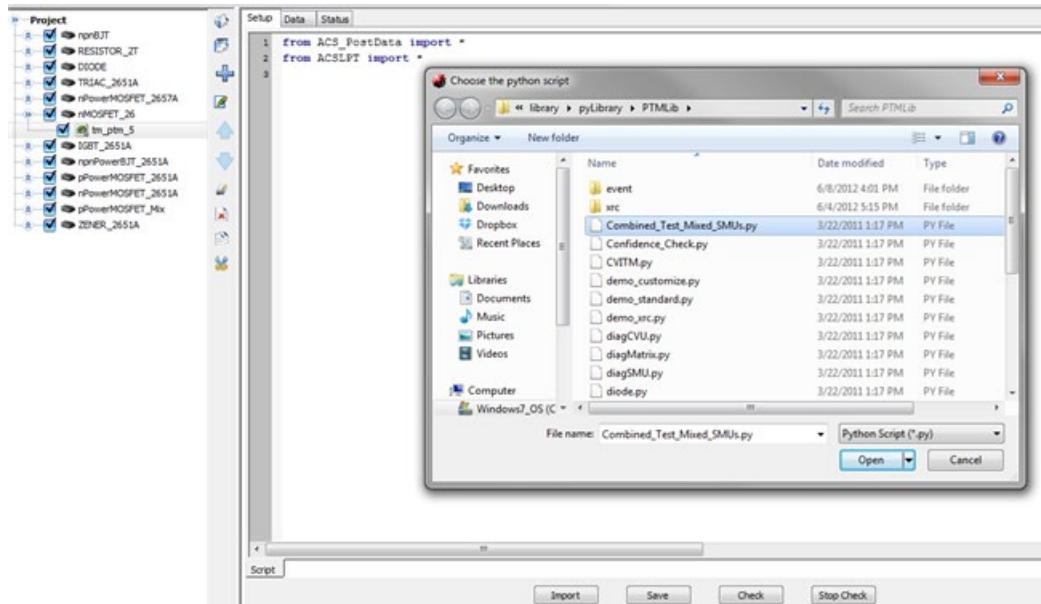 Project
npnBJT
RESISTOR_2T
DIODE
TRIAC_2651A
nPowerMOSFET_2657A
nMOSFET_26
tm_ptm_5
IGBT_2651A
npnPowerBJT_2651A
pPowerMOSFET_2651A
nPowerMOSFET_2651A
pPowerMOSFET_Mix
ZENER_2651A
Setup Data Status
1 from ACS_PostData import *
2 from ACSLPT import *
3
Choose the python script
« library pyLibrary PTMLib
Search PTMLib
Organize New folder
Favorites
Desktop
Downloads
Dropbox
Recent Places
Libraries
Documents
Music
Pictures
Videos
Computer
Windows7_OS (C
Name Date modified Type
event 6/8/2012 4:01 PM File folder
xrc 6/4/2012 5:15 PM File folder
Combined_Test_Mixed_SMUs.py 3/22/2011 1:17 PM PY File
Confidence_Check.py 3/22/2011 1:17 PM PY File
CVITM.py 3/22/2011 1:17 PM PY File
demo_customize.py 3/22/2011 1:17 PM PY File
demo_standard.py 3/22/2011 1:17 PM PY File
demo_xrc.py 3/22/2011 1:17 PM PY File
diagCVU.py 3/22/2011 1:17 PM PY File
diagMatrix.py 3/22/2011 1:17 PM PY File
diagSMU.py 3/22/2011 1:17 PM PY File
diode.py 3/22/2011 1:17 PM PY File
File name: Combined_Test_Mixed_SMUs.py Python Script (*.py)
Open Cancel
Script
Import Save Check Stop Check